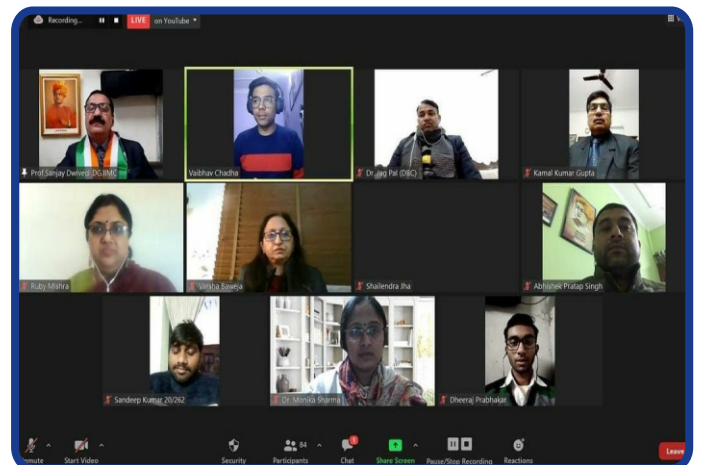 Recording...
LIVE on YouTube
Prof.Sanjay Dwivedi-DG,IIMC
Vaibhav Chadha
Dr. Jag Pal (DBC)
Kamal Kumar Gupta
Ruby Mishra
Varsha Baweja
Shailendra Jha
Abhishek Pratap Singh
Sandeep Kumar 20/262
Dr. Manika Sharma
Dheeraj Prabhakar
Start Video
Security
Participants
84
Chat
Share Screen
Pause/Stop Recording
Reactions
Leave